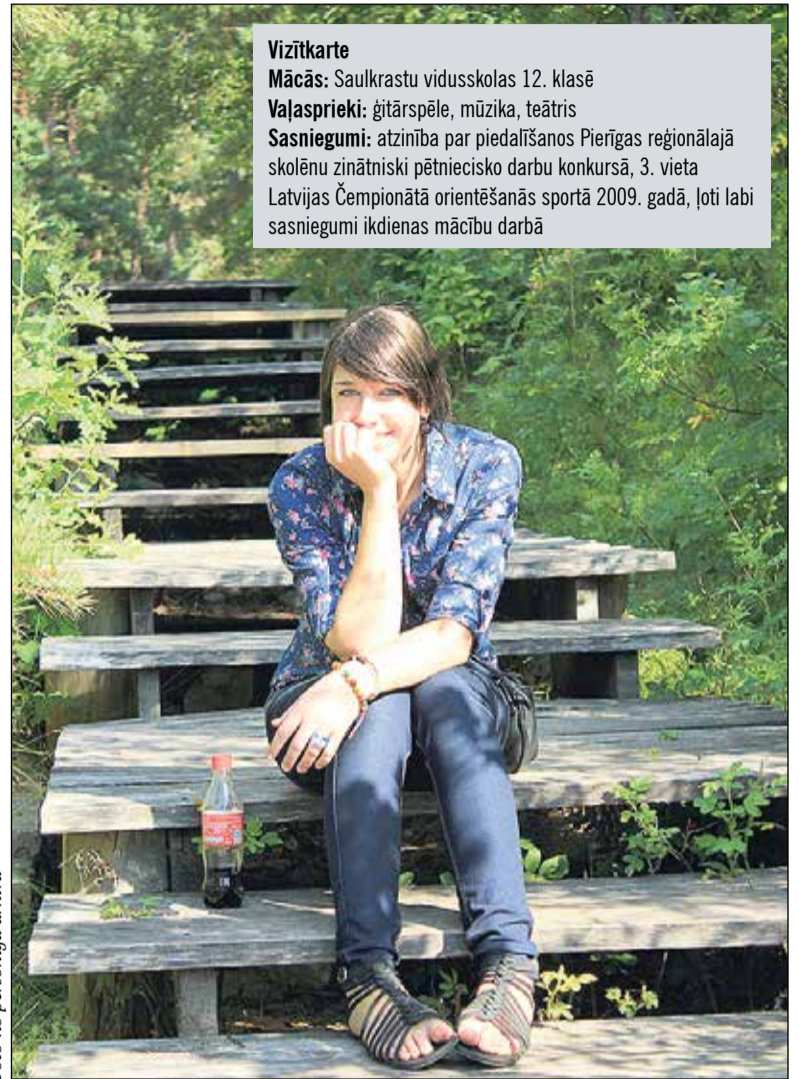 Vizītkarte
Mācās: Saulkrastu vidusskolas 12. klasē
Vaļasprieki: ģitārspēle, mūzika, teātris
Sasniegumi: atzinība par piedalīšanos Pierīgas reģionālajā
skolēnu zinātniski pētniecisko darbu konkursā, 3. vieta
Latvijas Čempionātā orientēšanās sportā 2009. gadā, ļoti labi
sasniegumi ikdienas mācību darbā